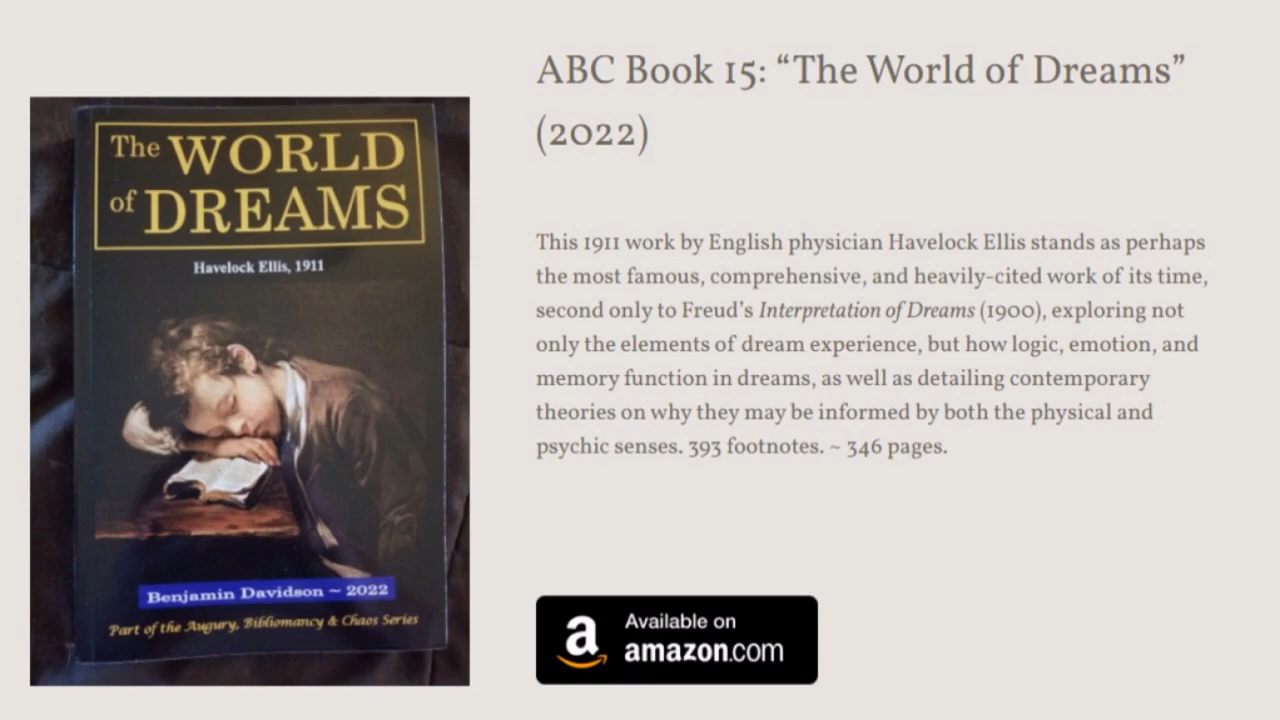 The WORLD
of DREAMS
Havelock Ellis, 1911
Benjamin Davidson ~ 2022
Part of the Augury, Bibliomancy & Chaos Series
ABC Book 15: “The World of Dreams”
(2022)
This 1911 work by English physician Havelock Ellis stands as perhaps
the most famous, comprehensive, and heavily-cited work of its time,
second only to Freud’s Interpretation of Dreams (1900), exploring not
only the elements of dream experience, but how logic, emotion, and
memory function in dreams, as well as detailing contemporary
theories on why they may be informed by both the physical and
psychic senses. 393 footnotes. ~ 346 pages.
a Available on
amazon.com